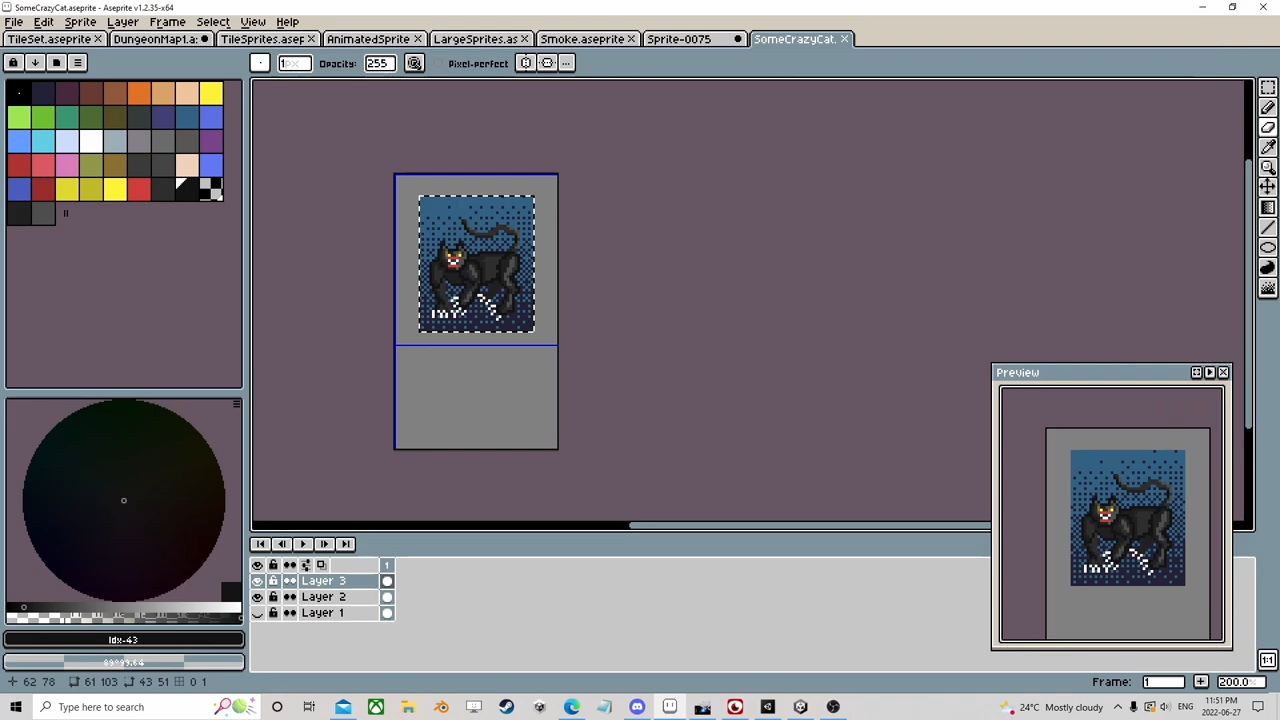 SomeCrazyCat.aseprite - Aseprite v1.2.35-x64
File Edit Sprite Layer Frame Select View Help
TileSet.aseprite DungeonMap1.a: TileSprites.asep AnimatedSprite LargeSprites.as Smoke.aseprite Sprite-0075 SomeCrazyCat.
1px Opacity: 255 Pixel-perfect
Preview
1
Layer 3
Layer 2
Layer 1
Idx-43
62 78 61 103 43 51 0 1
1:1
Frame: 1 200.0
Type here to search
24°C Mostly cloudy ENG 11:51 PM
2022-06-27